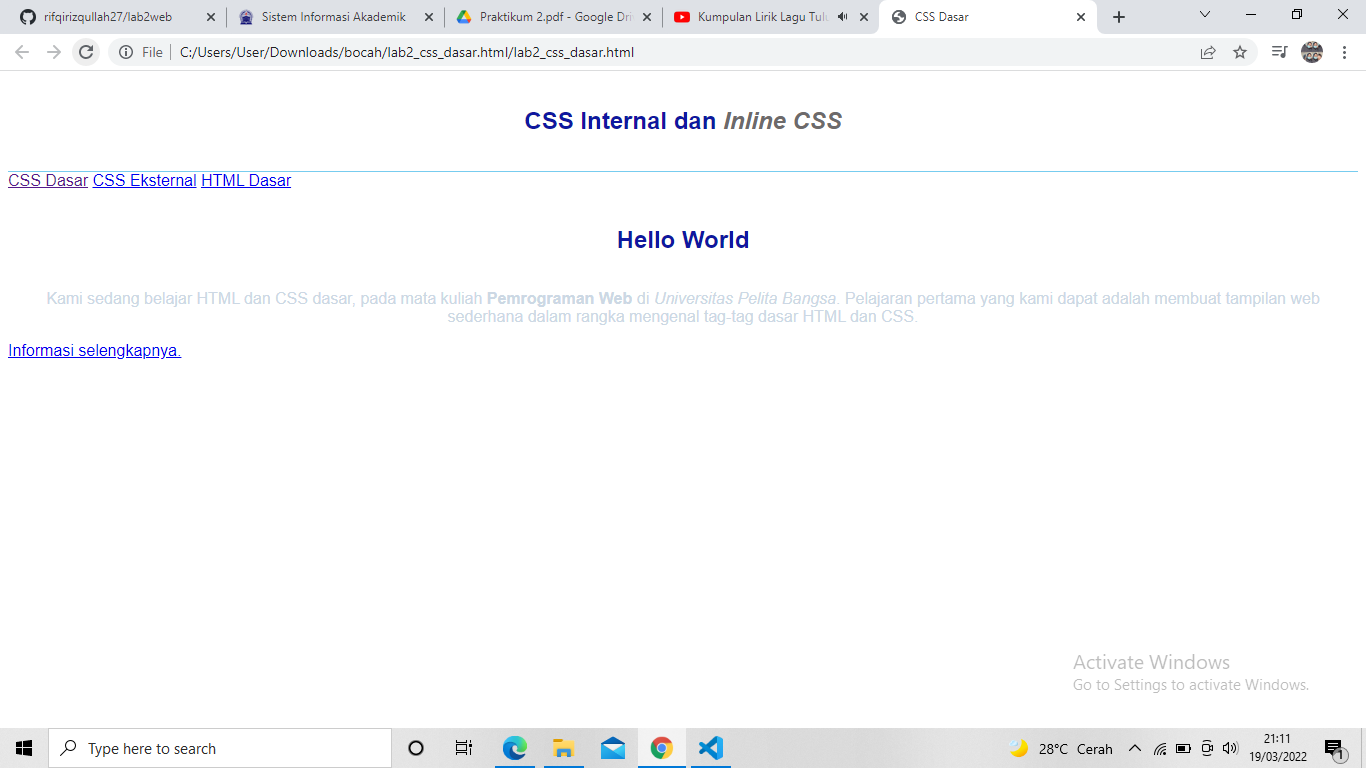 rifqirizqullah27/lab2web
Sistem Informasi Akademik
Praktikum 2.pdf - Google Dri
Kumpulan Lirik Lagu Tulu
CSS Dasar
File
C:/Users/User/Downloads/bocah/lab2_css_dasar.html/lab2_css_dasar.html
CSS Internal dan Inline CSS
CSS Dasar CSS Eksternal HTML Dasar
Hello World
Kami sedang belajar HTML dan CSS dasar, pada mata kuliah Pemrograman Web di Universitas Pelita Bangsa. Pelajaran pertama yang kami dapat adalah membuat tampilan web
sederhana dalam rangka mengenal tag-tag dasar HTML dan CSS.
Informasi selengkapnya.
Activate Windows
Go to Settings to activate Windows.
Type here to search
28°C Cerah
21:11
19/03/2022
1